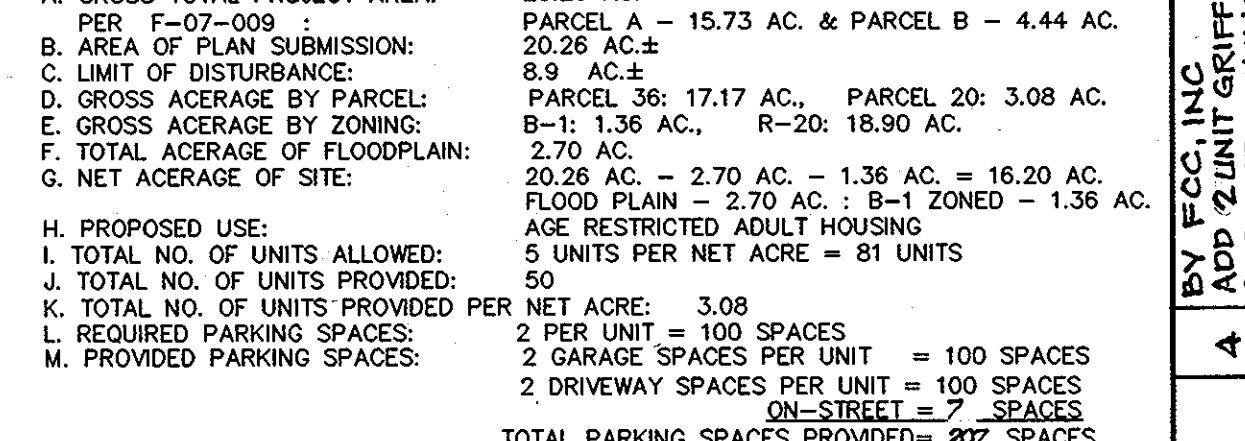 PER F-07-009 : PARCEL A - 15.73 AC. & PARCEL B - 4.44 AC.
B. AREA OF PLAN SUBMISSION: 20.26 AC.±
C. LIMIT OF DISTURBANCE: 8.9 AC.±
D. GROSS ACERAGE BY PARCEL: PARCEL 36: 17.17 AC., PARCEL 20: 3.08 AC.
E. GROSS ACERAGE BY ZONING: B-1: 1.36 AC., R-20: 18.90 AC.
F. TOTAL ACERAGE OF FLOODPLAIN: 2.70 AC.
G. NET ACERAGE OF SITE: 20.26 AC. - 2.70 AC. - 1.36 AC. = 16.20 AC.
FLOOD PLAIN - 2.70 AC. : B-1 ZONED - 1.36 AC.
H. PROPOSED USE: AGE RESTRICTED ADULT HOUSING
I. TOTAL NO. OF UNITS ALLOWED: 5 UNITS PER NET ACRE = 81 UNITS
J. TOTAL NO. OF UNITS PROVIDED: 50
K. TOTAL NO. OF UNITS PROVIDED PER NET ACRE: 3.08
L. REQUIRED PARKING SPACES: 2 PER UNIT = 100 SPACES
M. PROVIDED PARKING SPACES: 2 GARAGE SPACES PER UNIT = 100 SPACES
2 DRIVEWAY SPACES PER UNIT = 100 SPACES
ON-STREET = 7 SPACES
TOTAL PARKING SPACES PROVIDED= 207 SPACES
BY FCC, INC
ADD 2 UNIT GRIFF
4